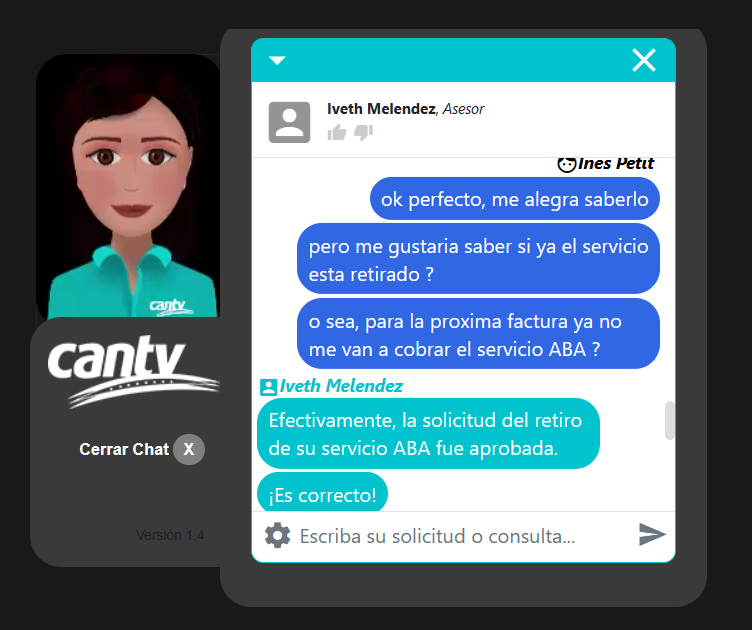 Iveth Melendez, Asesor
Ines Petit
ok perfecto, me alegra saberlo
pero me gustaria saber si ya el servicio
esta retirado ?
o sea, para la proxima factura ya no
me van a cobrar el servicio ABA ?
Iveth Melendez
Efectivamente, la solicitud del retiro
de su servicio ABA fue aprobada.
¡Es correcto!
Escriba su solicitud o consulta...
cantv
cantv
Cerrar Chat X
Versión 1.4